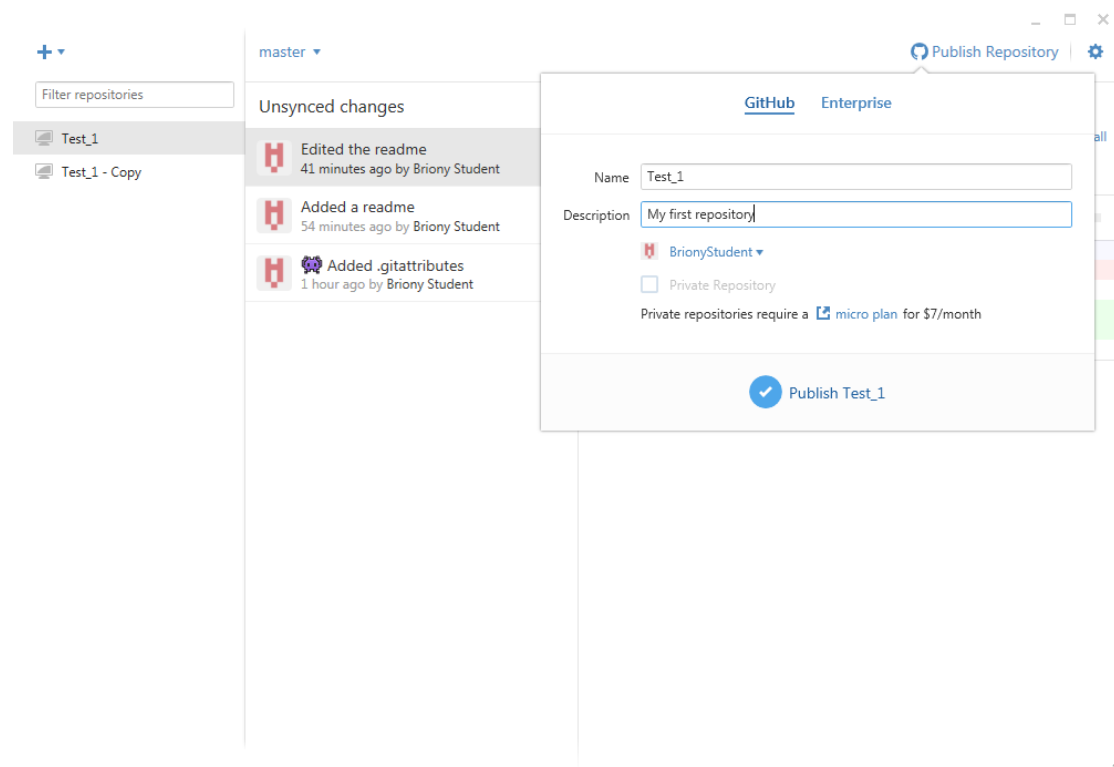 master
Publish Repository
Filter repositories
Test_1
Test_1 - Copy
Unsynced changes
Edited the readme
41 minutes ago by Briony Student
Added a readme
54 minutes ago by Briony Student
👾 Added .gitattributes
1 hour ago by Briony Student
GitHub Enterprise
Name Test_1
Description My first repository
BrionyStudent
Private Repository
Private repositories require a micro plan for $7/month
Publish Test_1
all